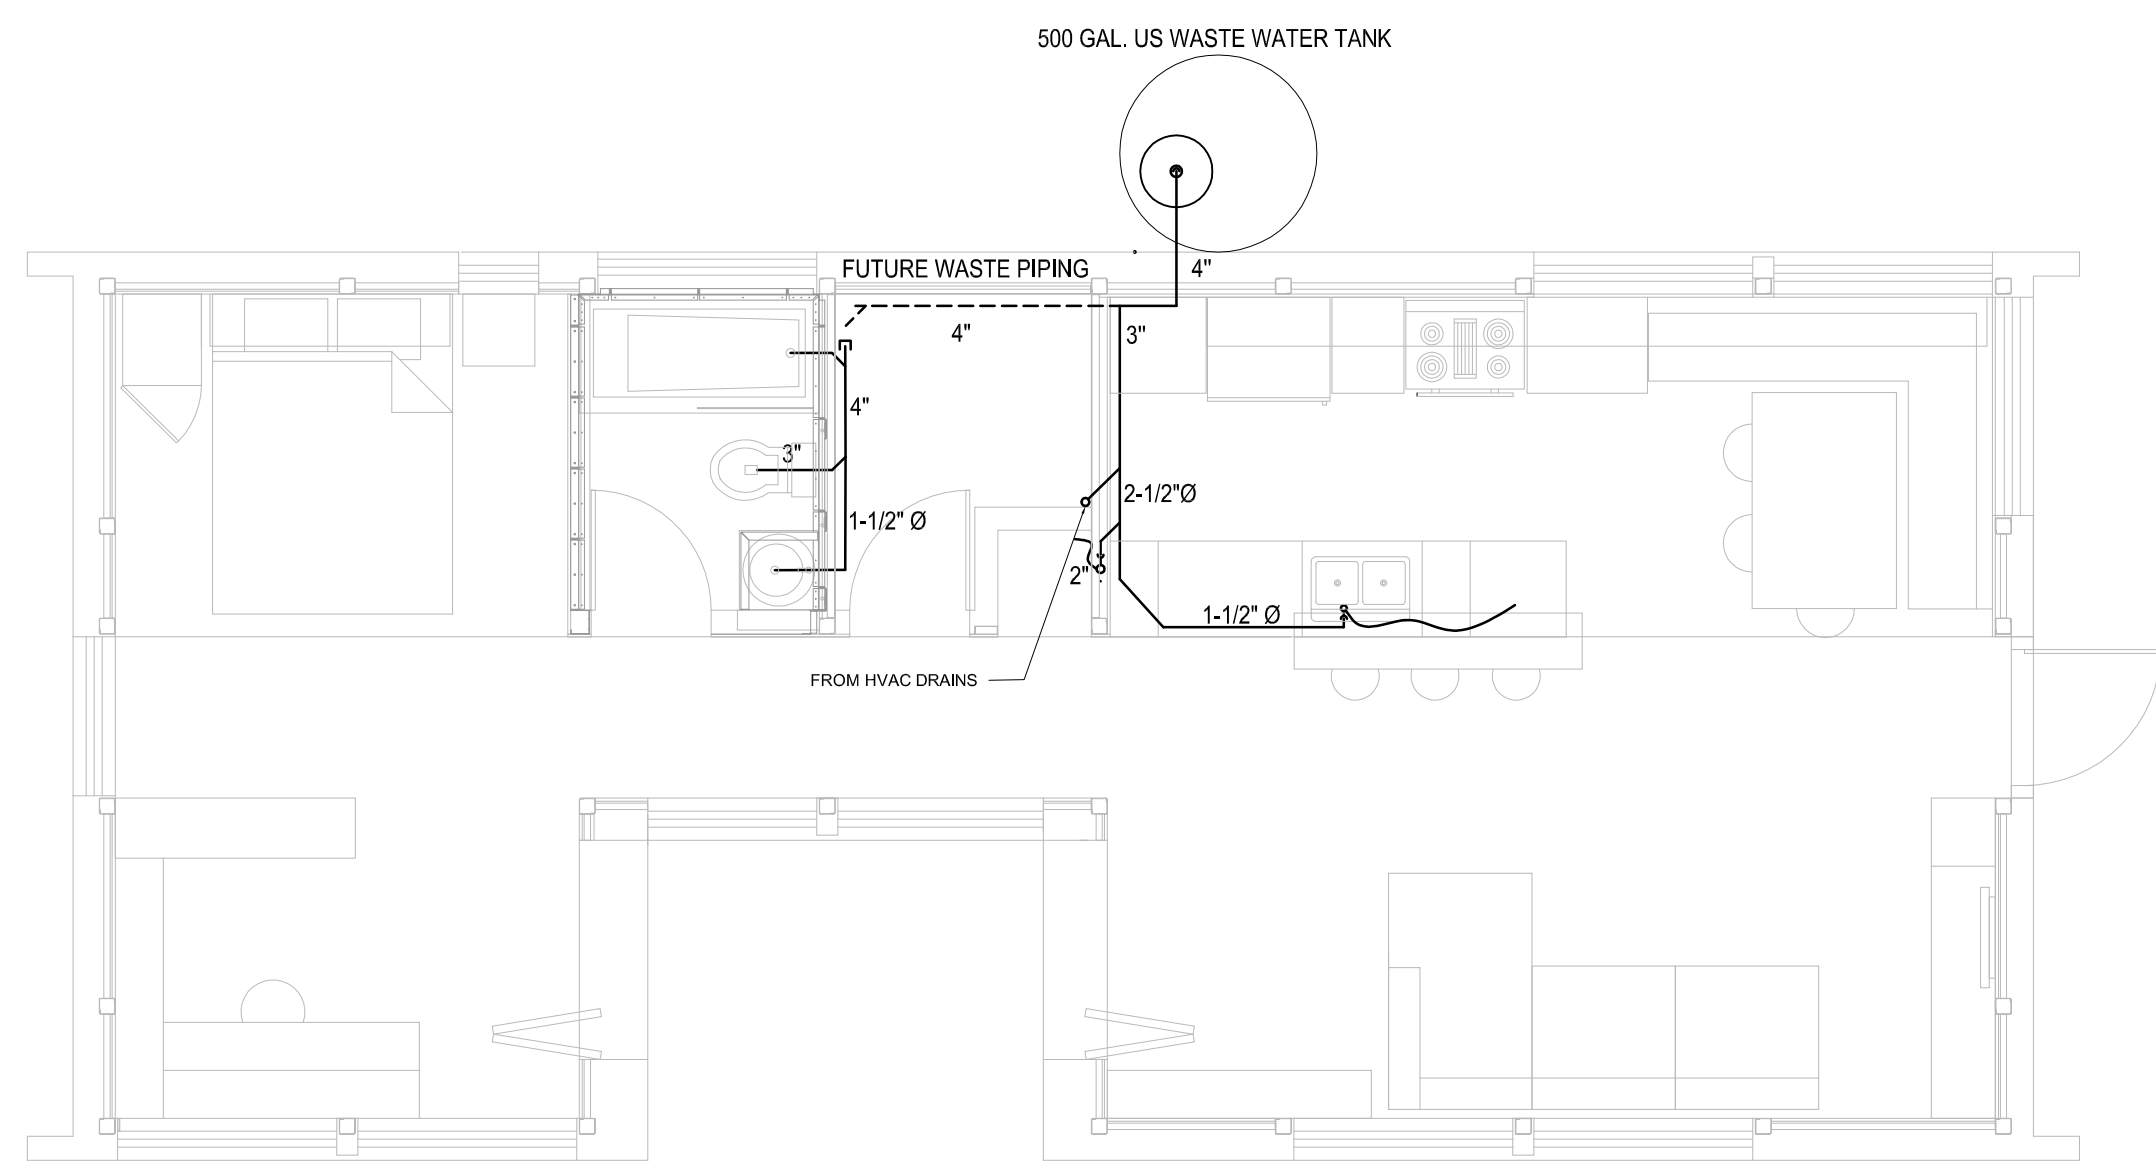 500 GAL. US WASTE WATER TANK
FUTURE WASTE PIPING
4"
4"
3"
4"
3"
2-1/2"Ø
1-1/2" Ø
2"
1-1/2" Ø
FROM HVAC DRAINS